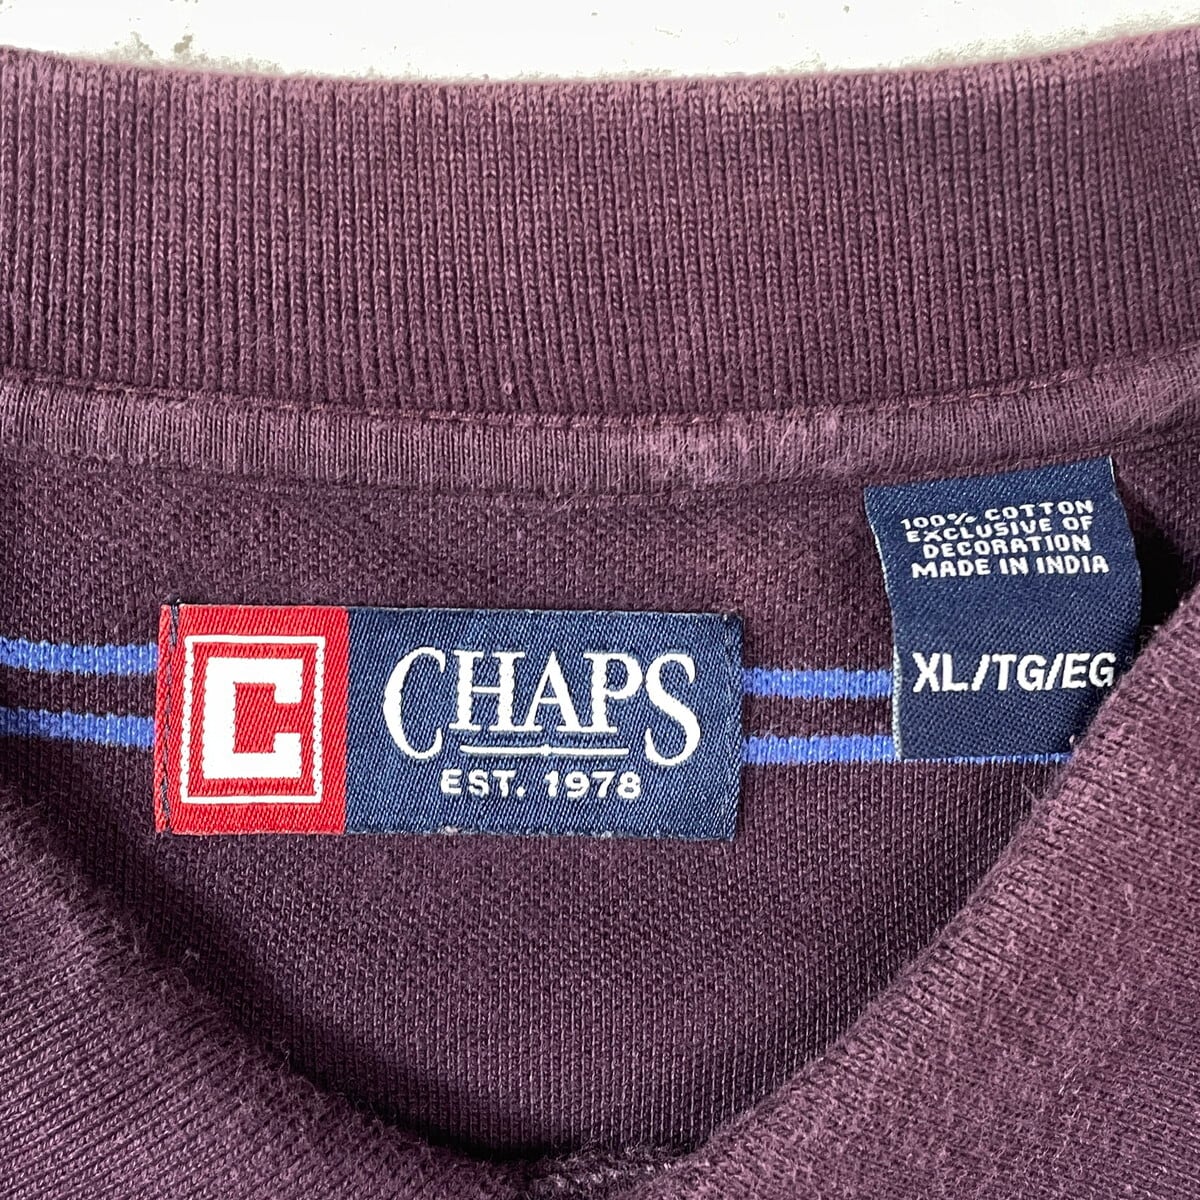 C
CHAPS
EST. 1978
100% COTTON
EXCLUSIVE OF
DECORATION
MADE IN INDIA
XL/TG/EG